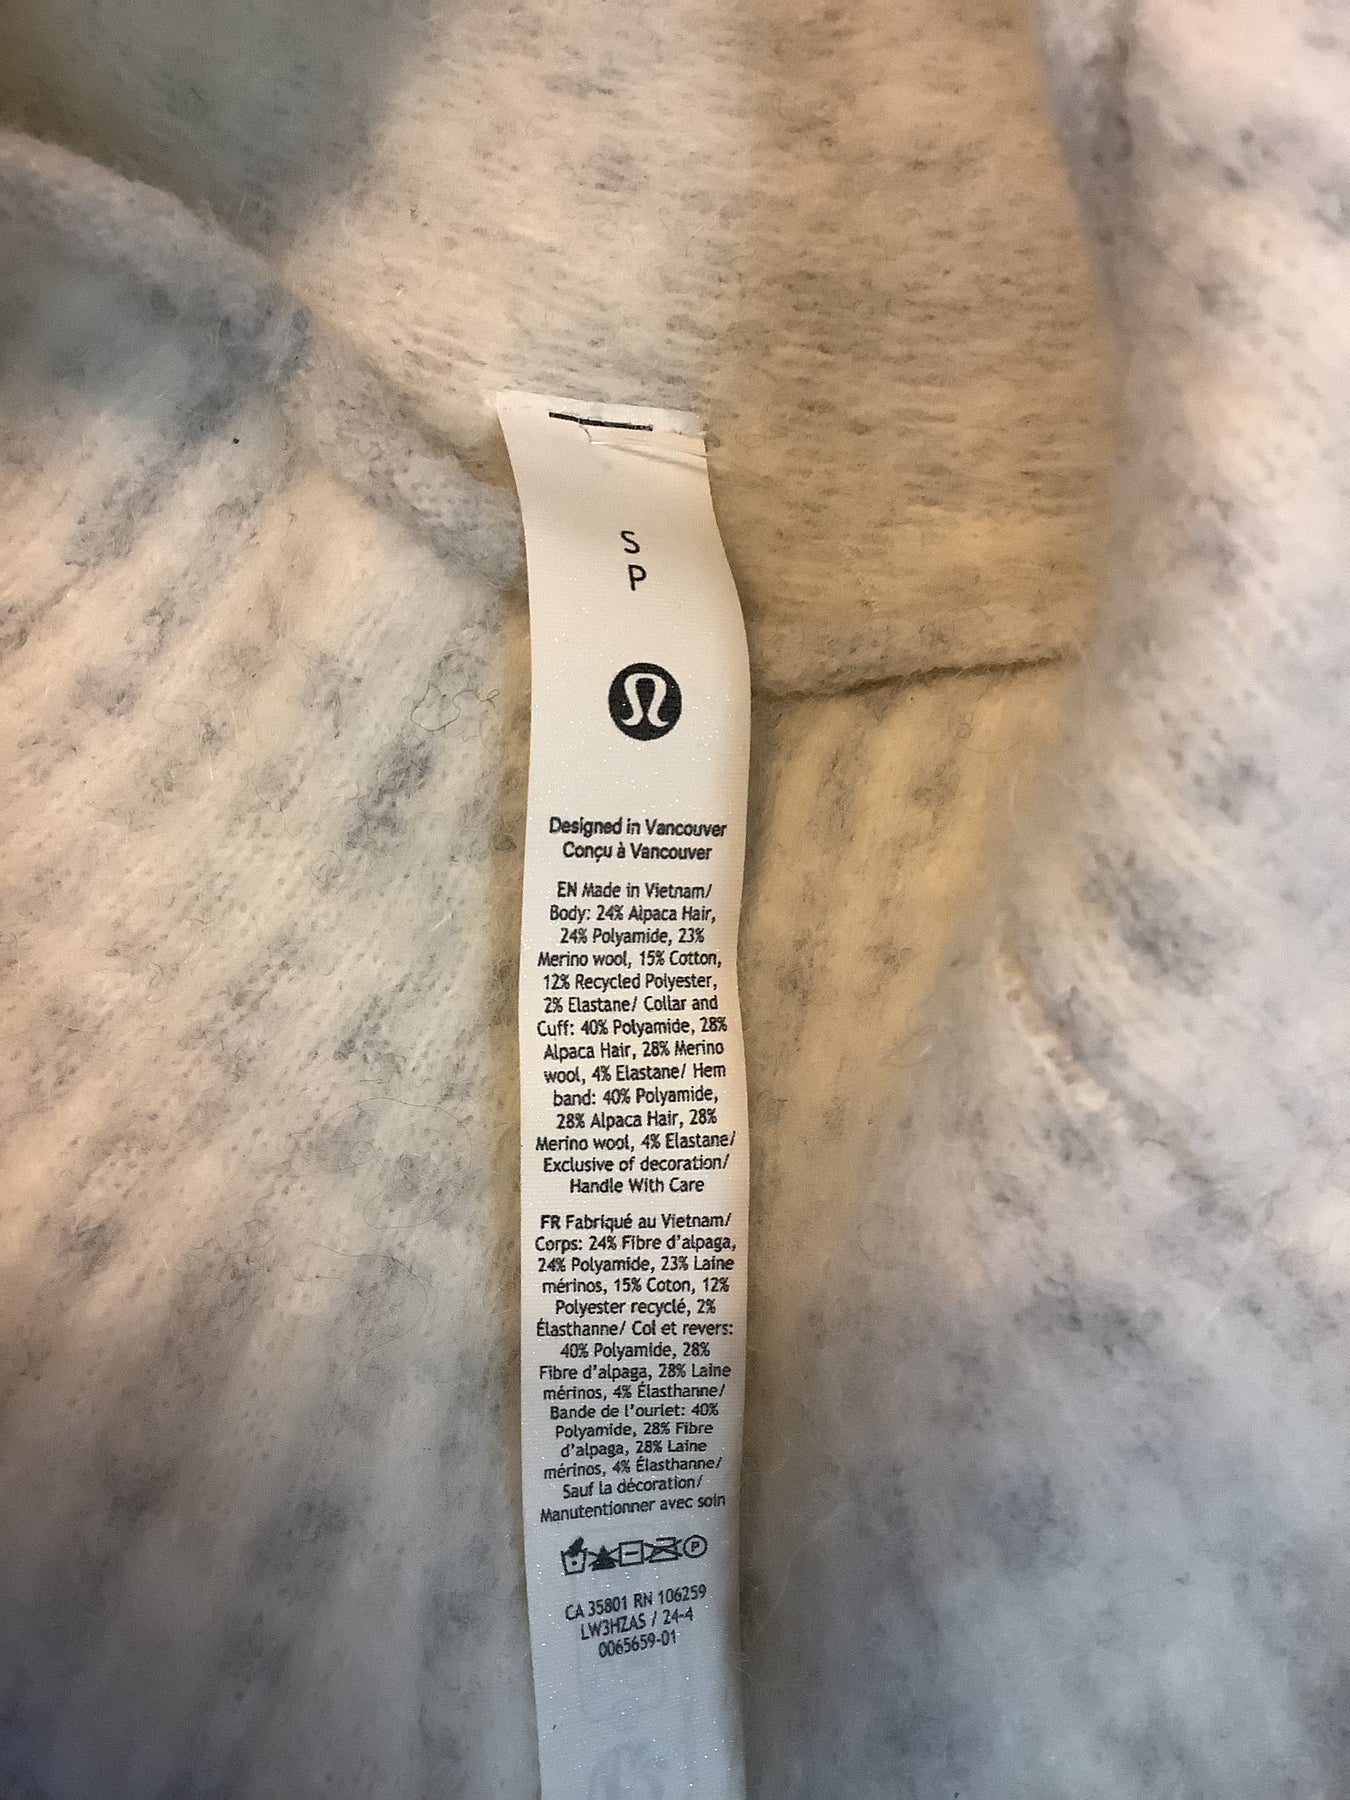 S
P
Designed in Vancouver
Conçu à Vancouver
EN Made in Vietnam/
Body: 24% Alpaca Hair,
24% Polyamide, 23%
Merino wool, 15% Cotton,
12% Recycled Polyester,
2% Elastane/ Collar and
Cuff: 40% Polyamide, 28%
Alpaca Hair, 28% Merino
wool, 4% Elastane/ Hem
band: 40% Polyamide,
28% Alpaca Hair, 28%
Merino wool, 4% Elastane/
Exclusive of decoration/
Handle With Care
FR Fabriqué au Vietnam/
Corps: 24% Fibre d'alpaga,
24% Polyamide, 23% Laine
mérinos, 15% Coton, 12%
Polyester recyclé, 2%
Élasthanne/ Col et revers:
40% Polyamide, 28%
Fibre d'alpaga, 28% Laine
mérinos, 4% Élasthanne/
Bande de l'ourlet: 40%
Polyamide, 28% Fibre
d'alpaga, 28% Laine
mérinos, 4% Élasthanne/
Sauf la décoration/
Manutentionner avec soin
P
CA 35801 RN 106259
LW3HZAS / 24-4
0065659-01